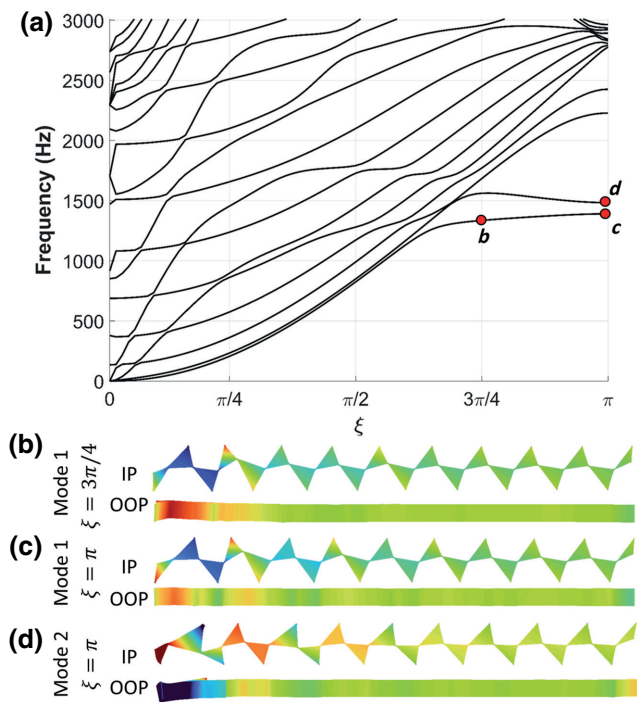 (a)
3000
2500
2000
1500
1000
500
0
Frequency (Hz)
0
π/4
π/2
3π/4
π
ξ
b
c
d
(b)
Mode 1
ξ = 3π/4
IP
OOP
(c)
Mode 1
ξ = π
IP
OOP
(d)
Mode 2
ξ = π
IP
OOP